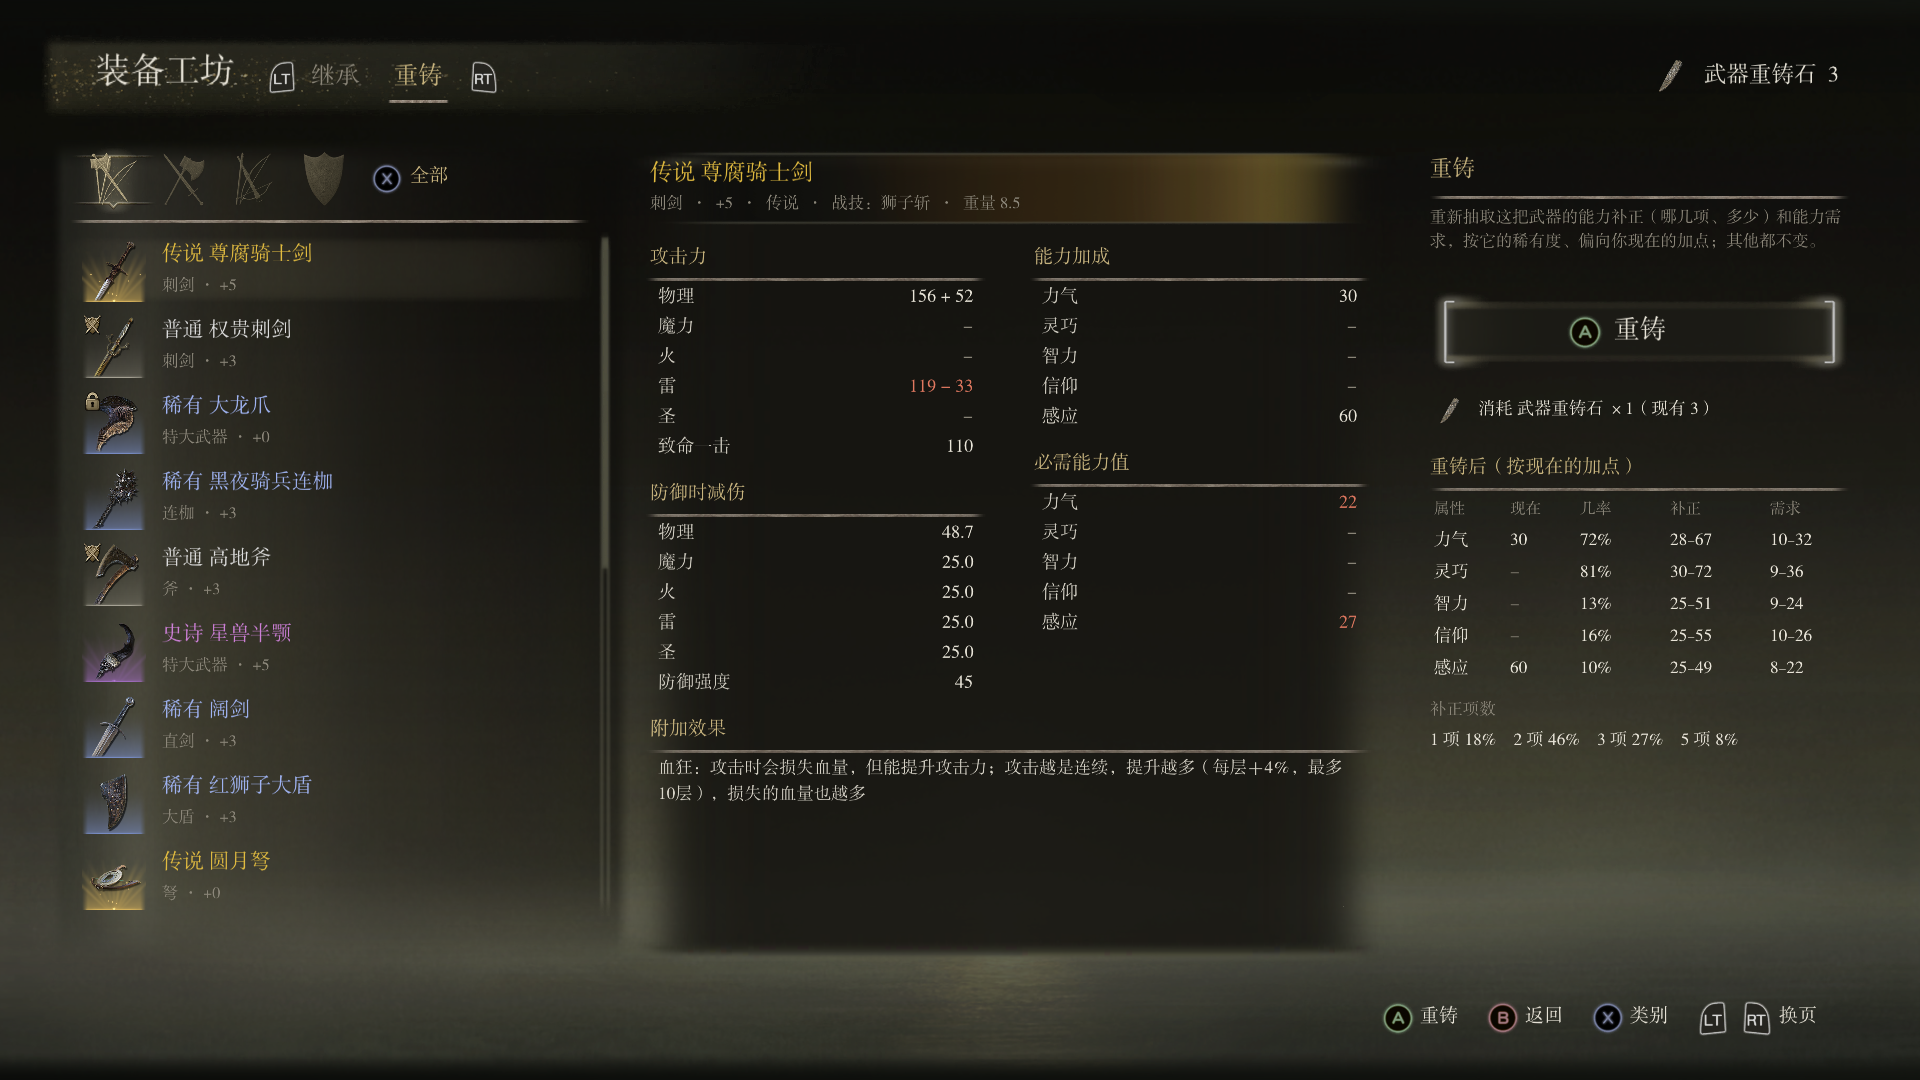 装备工坊 LT 继承 重铸 RT
武器重铸石 3
X 全部
传说 尊腐骑士剑
刺剑 · +5
普通 权贵刺剑
刺剑 · +3
稀有 大龙爪
特大武器 · +0
稀有 黑夜骑兵连枷
连枷 · +3
普通 高地斧
斧 · +3
史诗 星兽半颚
特大武器 · +5
稀有 阔剑
直剑 · +3
稀有 红狮子大盾
大盾 · +3
传说 圆月弩
弩 · +0
传说 尊腐骑士剑
刺剑 · +5 · 传说 · 战技：狮子斩 · 重量 8.5
攻击力
物理 156 + 52
魔力 –
火 –
雷 119 – 33
圣 –
致命一击 110
防御时减伤
物理 48.7
魔力 25.0
火 25.0
雷 25.0
圣 25.0
防御强度 45
能力加成
力气 30
灵巧 –
智力 –
信仰 –
感应 60
必需能力值
力气 22
灵巧 –
智力 –
信仰 –
感应 27
附加效果
血狂：攻击时会损失血量，但能提升攻击力；攻击越是连续，提升越多（每层+4%，最多
10层），损失的血量也越多
重铸
重新抽取这把武器的能力补正（哪几项、多少）和能力需
求，按它的稀有度、偏向你现在的加点；其他都不变。
A 重铸
消耗 武器重铸石 ×1（现有 3）
重铸后（按现在的加点）
属性 现在 几率 补正 需求
力气 30 72% 28–67 10–32
灵巧 – 81% 30–72 9–36
智力 – 13% 25–51 9–24
信仰 – 16% 25–55 10–26
感应 60 10% 25–49 8–22
补正项数
1 项 18% 2 项 46% 3 项 27% 5 项 8%
A 重铸 B 返回 X 类别 LT RT 换页